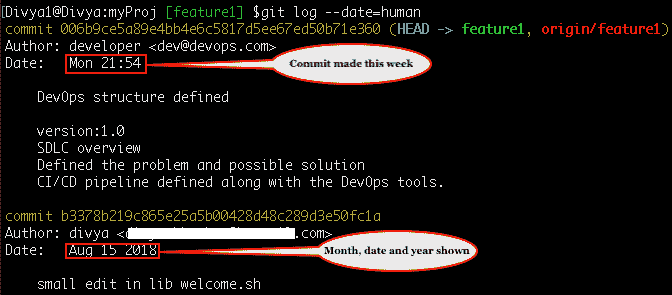 Divya1@Divya:myProj [feature1] $git log --date=human
commit 006b9ce5a89e4bb4e6c5817d5ee67ed50b71e360 (HEAD -> feature1, origin/feature1)
Author: developer <dev@devops.com>
Date: Mon 21:54
Commit made this week
DevOps structure defined
version:1.0
SDLC overview
Defined the problem and possible solution
CI/CD pipeline defined along with the DevOps tools.
commit b3378b219c865e25a5b00428d48c289d3e50fc1a
Author: divya < .com>
Date: Aug 15 2018
Month, date and year shown
small edit in lib welcome.sh